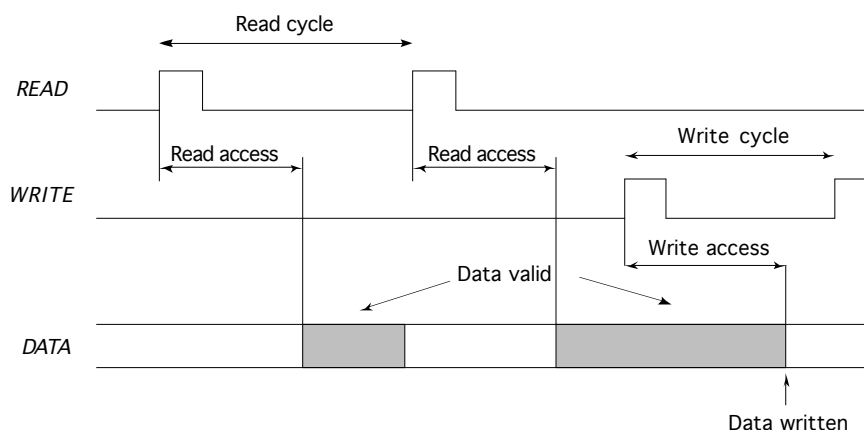 Read cycle
READ
Write cycle
Read access
Read access
WRITE
Write access
Data valid
DATA
Data written